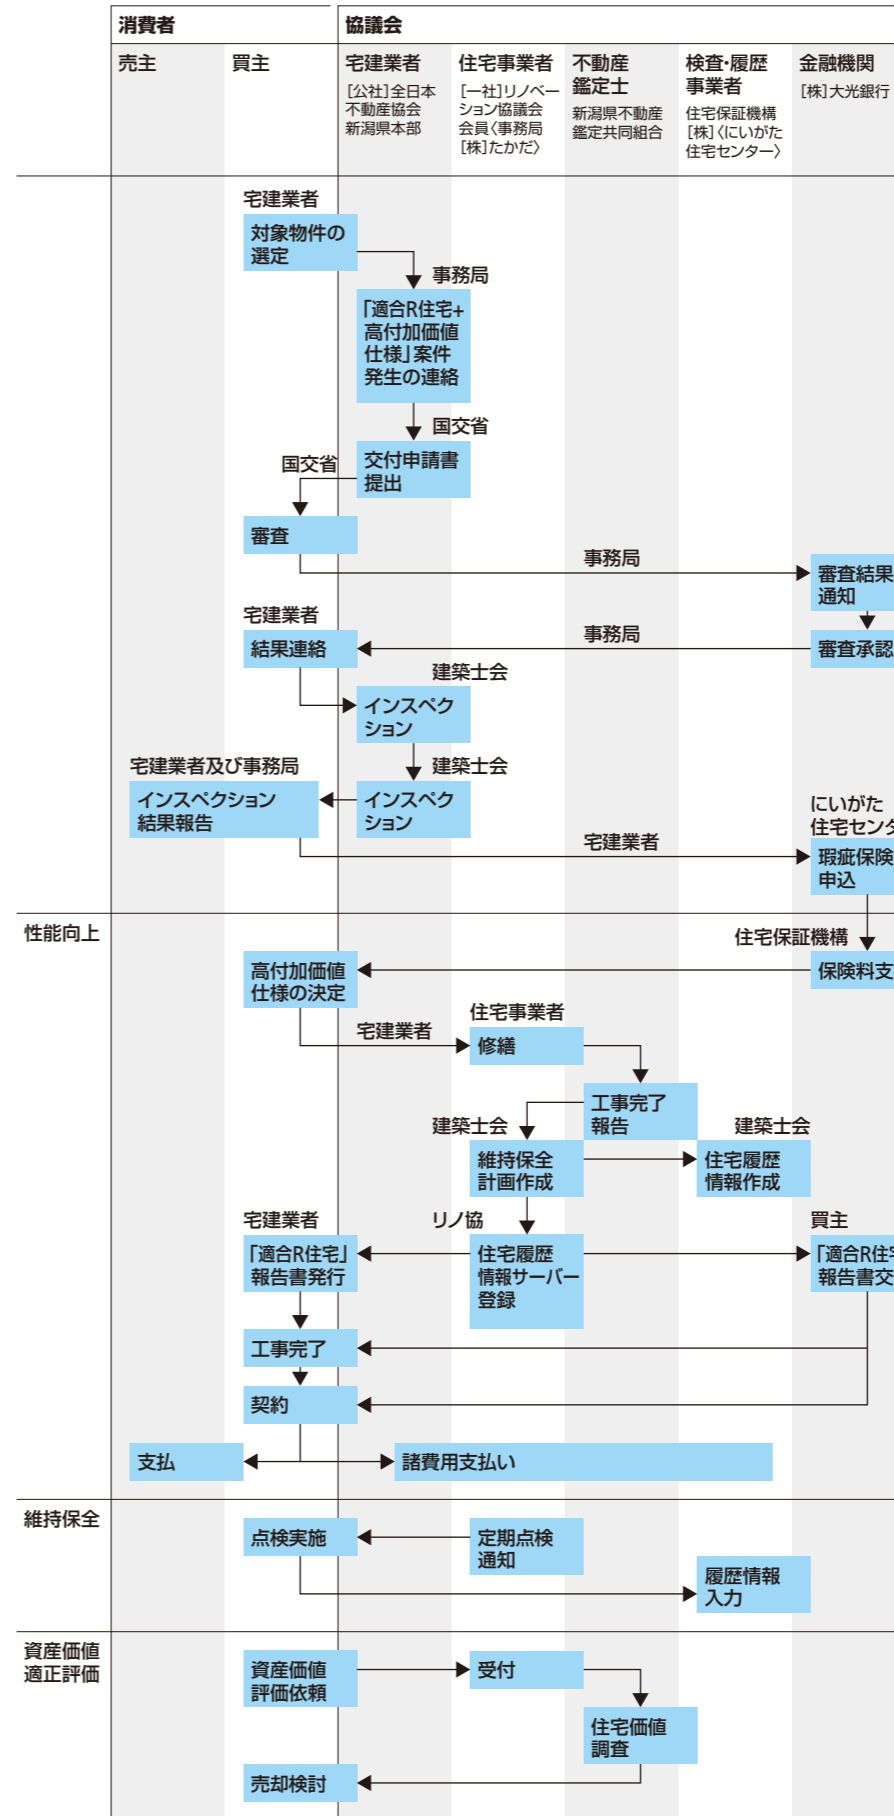 消費者
協議会
売主
買主
宅建業者
［公社］全日本
不動産協会
新潟県本部
住宅事業者
［一社］リノベー
ション協議会
会員〈事務局
［株］たかだ〉
不動産
鑑定士
新潟県不動産
鑑定共同組合
検査・履歴
事業者
住宅保証機構
［株］〈にいがた
住宅センター〉
金融機関
［株］大光銀行
宅建業者
対象物件の
選定
事務局
「適合R住宅+
高付加価値
仕様」案件
発生の連絡
国交省
交付申請書
提出
国交省
審査
事務局
審査結果
通知
宅建業者
結果連絡
事務局
審査承認
建築士会
インスペク
ション
建築士会
宅建業者及び事務局
インスペクション
結果報告
インスペク
ション
宅建業者
にいがた
住宅センタ
瑕疵保険
申込
性能向上
住宅保証機構
高付加価値
仕様の決定
保険料支
宅建業者
住宅事業者
修繕
工事完了
報告
建築士会
維持保全
計画作成
建築士会
住宅履歴
情報作成
宅建業者
「適合R住宅」
報告書発行
リノ協
住宅履歴
情報サーバー
登録
買主
「適合R住宅
報告書交
工事完了
契約
支払
諸費用支払い
維持保全
点検実施
定期点検
通知
履歴情報
入力
資産価値
適正評価
資産価値
評価依頼
受付
住宅価値
調査
売却検討